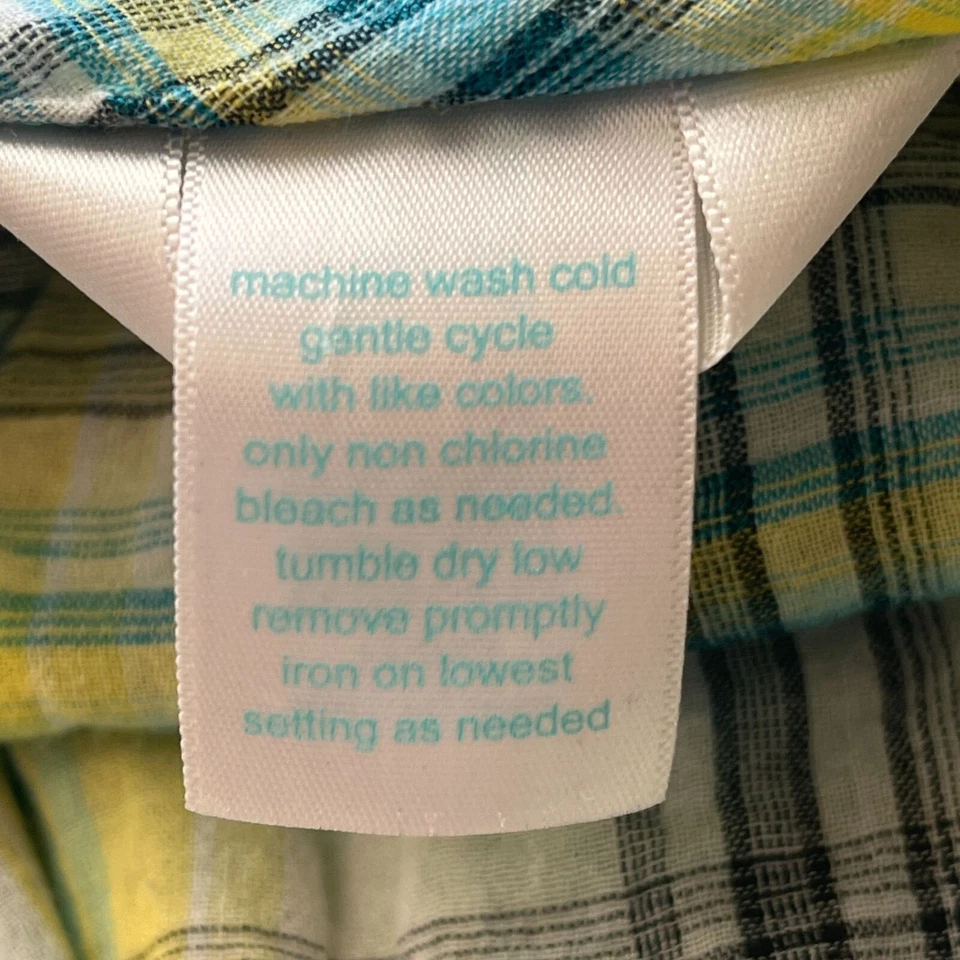 machine wash cold
gentle cycle
with like colors.
only non chlorine
bleach as needed.
tumble dry low
remove promptly
iron on lowest
setting as needed